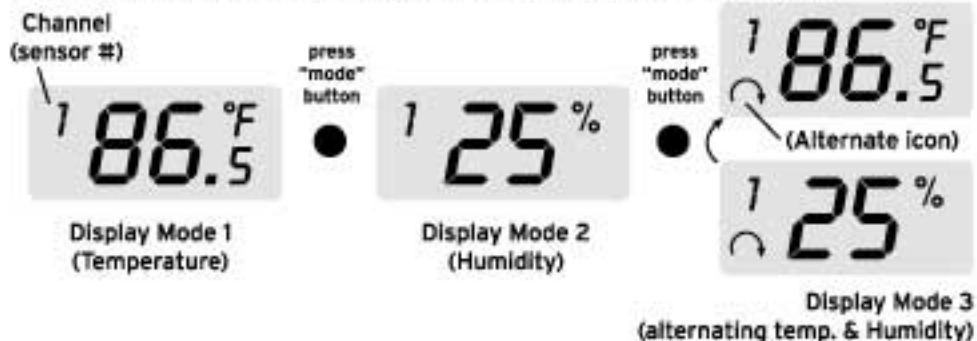 Channel
(sensor #)
1 86.5 °F
Display Mode 1
(Temperature)
press
"mode"
button
1 25 %
Display Mode 2
(Humidity)
press
"mode"
button
1 86.5 °F
(Alternate icon)
1 25 %
Display Mode 3
(alternating temp. & Humidity)